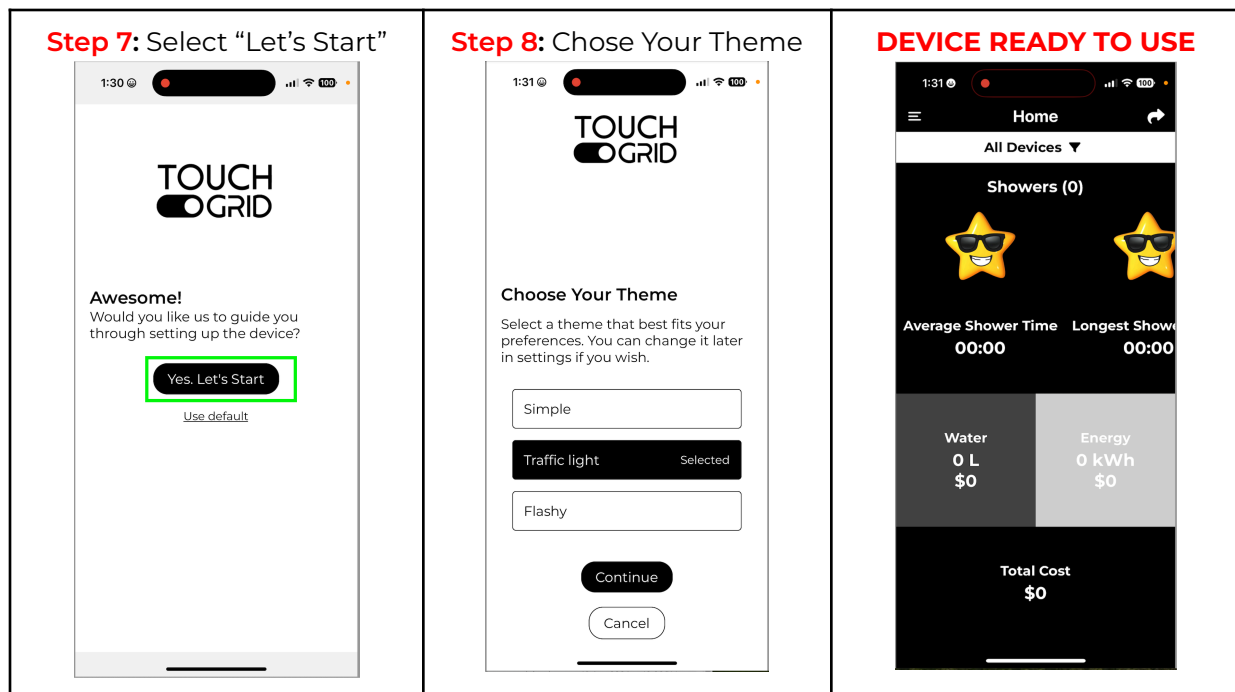 Step 7: Select “Let’s Start”
1:30
100
TOUCH
GRID
Awesome!
Would you like us to guide you
through setting up the device?
Yes. Let's Start
Use default
Step 8: Chose Your Theme
1:31
100
TOUCH
GRID
Choose Your Theme
Select a theme that best fits your
preferences. You can change it later
in settings if you wish.
Simple
Traffic light Selected
Flashy
Continue
Cancel
DEVICE READY TO USE
1:31
100
Home
All Devices
Showers (0)
Average Shower Time Longest Showe
00:00 00:00
Water Energy
0 L 0 kWh
$0 $0
Total Cost
$0